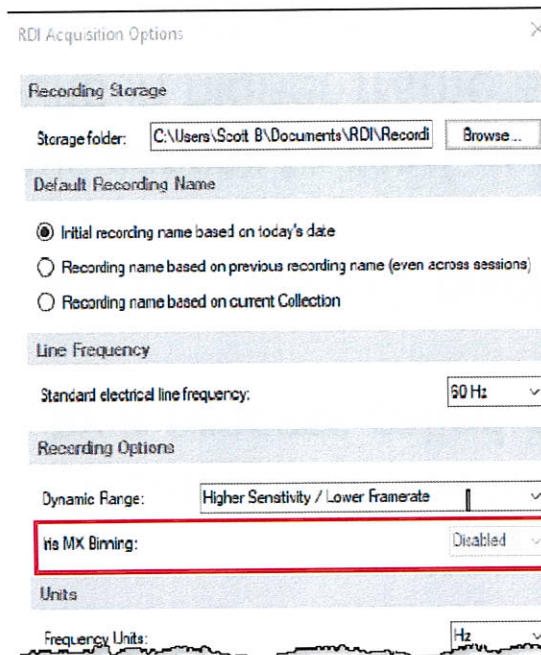 RDI Acquisition Options
Recording Storage
Storage folder: C:\Users\Scott B\Documents\RDI\Recordi Browse...
Default Recording Name
Initial recording name based on today's date
Recording name based on previous recording name (even across sessions)
Recording name based on current Collection
Line Frequency
Standard electrical line frequency: 60 Hz
Recording Options
Dynamic Range: Higher Sensitivity / Lower Framerate
Iris MX Binning: Disabled
Units
Frequency Units: Hz